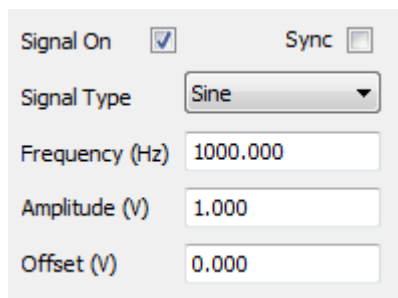 Signal On Sync
Signal Type Sine
Frequency (Hz) 1000.000
Amplitude (V) 1.000
Offset (V) 0.000